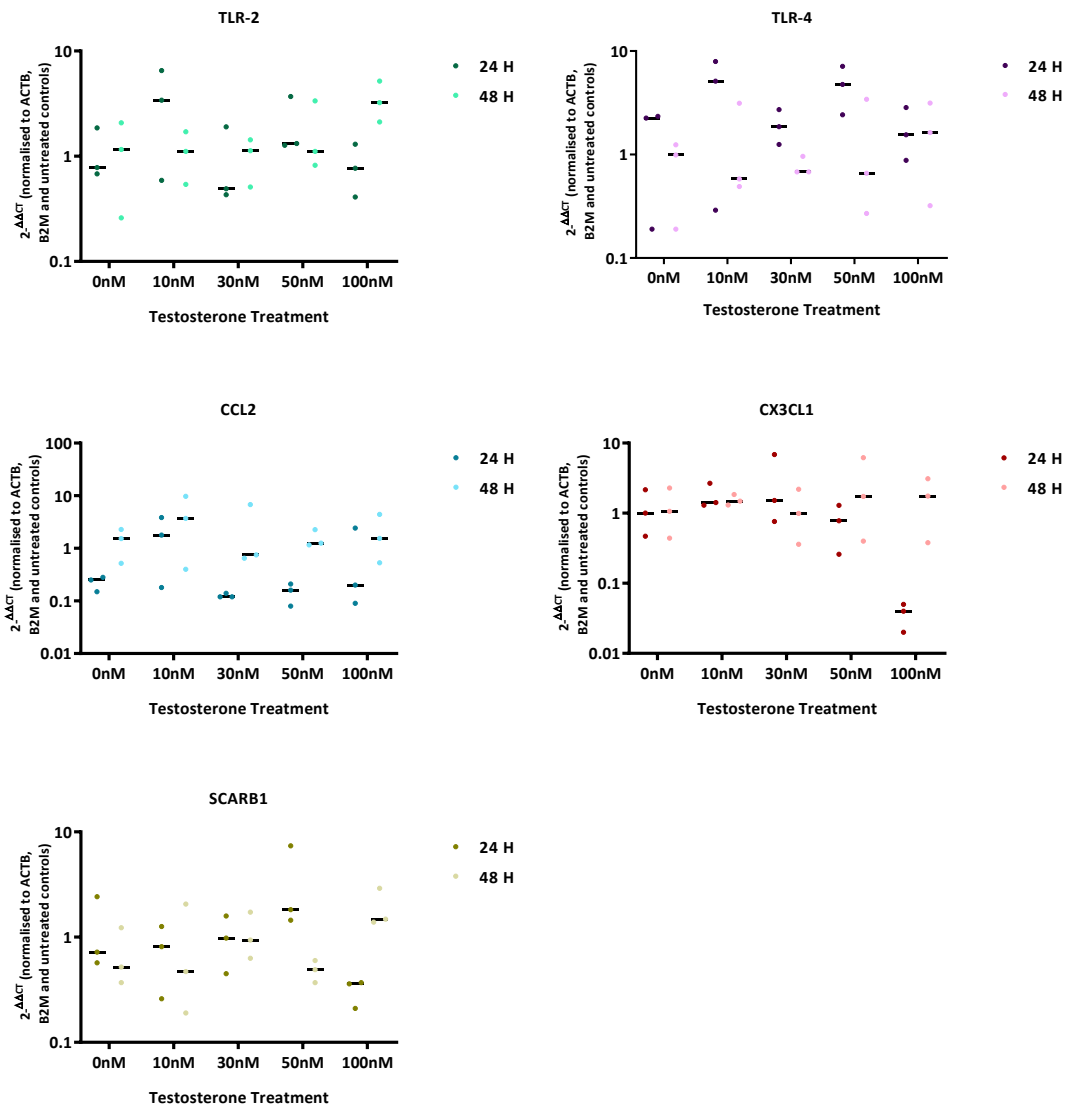 TLR-2
2-ΔΔCT (normalised to ACTB,
B2M and untreated controls)
10
1
0.1
0nM 10nM 30nM 50nM 100nM
Testosterone Treatment
24 H
48 H
TLR-4
2-ΔΔCT (normalised to ACTB,
B2M and untreated controls)
10
1
0.1
0nM 10nM 30nM 50nM 100nM
Testosterone Treatment
24 H
48 H
CCL2
2-ΔΔCT (normalised to ACTB,
B2M and untreated controls)
100
10
1
0.1
0.01
0nM 10nM 30nM 50nM 100nM
Testosterone Treatment
24 H
48 H
CX3CL1
2-ΔΔCT (normalised to ACTB,
B2M and untreated controls)
10
1
0.1
0.01
0nM 10nM 30nM 50nM 100nM
Testosterone Treatment
24 H
48 H
SCARB1
2-ΔΔCT (normalised to ACTB,
B2M and untreated controls)
10
1
0.1
0nM 10nM 30nM 50nM 100nM
Testosterone Treatment
24 H
48 H